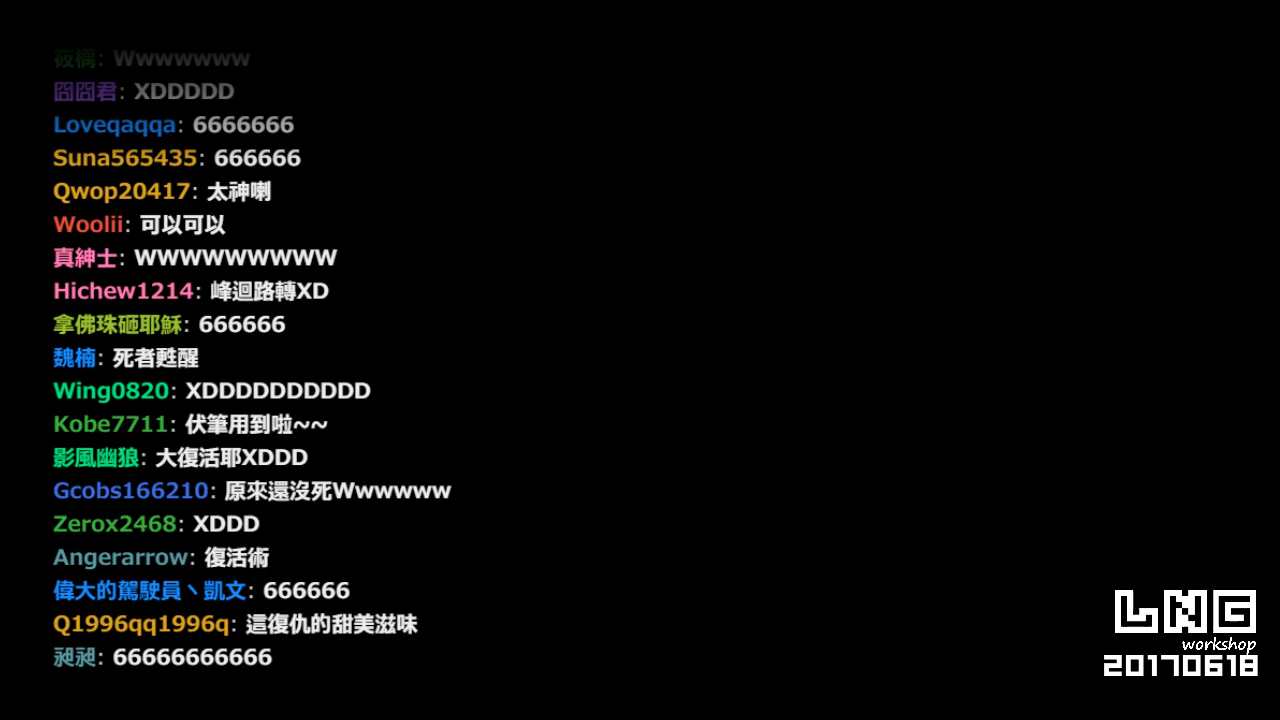 筱檽: Wwwwwwww
囧囧君: XDDDDD
Loveqaqqa: 6666666
Suna565435: 666666
Qwop20417: 太神喇
Woolii: 可以可以
真紳士: WWWWWWWWW
Hichew1214: 峰迴路轉XD
拿佛珠砸耶穌: 666666
魏楠: 死者甦醒
Wing0820: XDDDDDDDDDD
Kobe7711: 伏筆用到啦~~
影風幽狼: 大復活耶XDDD
Gcobs166210: 原來還沒死Wwwwww
Zerox2468: XDDD
Angerarrow: 復活術
偉大的駕駛員丶凱文: 666666
Q1996qq1996q: 這復仇的甜美滋味
昶昶: 66666666666
LNG
workshop
20170618